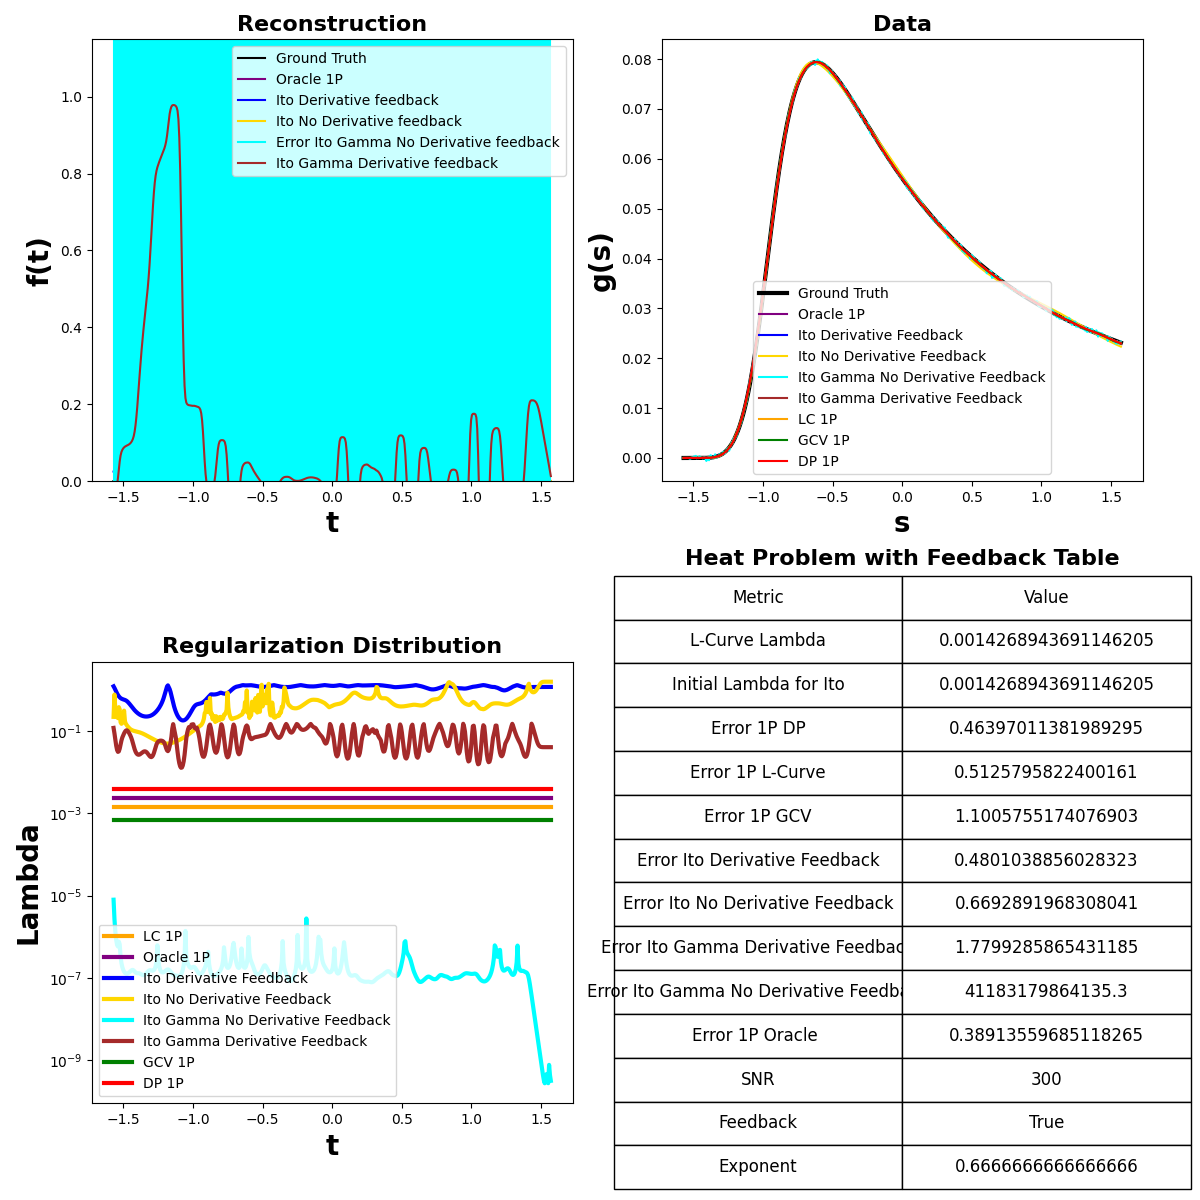 Reconstruction
f(t)
1.0
0.8
0.6
0.4
0.2
0.0
−1.5 −1.0 −0.5 0.0 0.5 1.0 1.5
t
Ground Truth
Oracle 1P
Ito Derivative feedback
Ito No Derivative feedback
Error Ito Gamma No Derivative feedback
Ito Gamma Derivative feedback
Data
g(s)
0.08
0.07
0.06
0.05
0.04
0.03
0.02
0.01
0.00
−1.5 −1.0 −0.5 0.0 0.5 1.0 1.5
s
Ground Truth
Oracle 1P
Ito Derivative Feedback
Ito No Derivative Feedback
Ito Gamma No Derivative Feedback
Ito Gamma Derivative Feedback
LC 1P
GCV 1P
DP 1P
Regularization Distribution
Lambda
10−1
10−3
10−5
10−7
10−9
−1.5 −1.0 −0.5 0.0 0.5 1.0 1.5
t
LC 1P
Oracle 1P
Ito Derivative Feedback
Ito No Derivative Feedback
Ito Gamma No Derivative Feedback
Ito Gamma Derivative Feedback
GCV 1P
DP 1P
Heat Problem with Feedback Table
Metric Value
L-Curve Lambda 0.0014268943691146205
Initial Lambda for Ito 0.0014268943691146205
Error 1P DP 0.46397011381989295
Error 1P L-Curve 0.5125795822400161
Error 1P GCV 1.1005755174076903
Error Ito Derivative Feedback 0.4801038856028323
Error Ito No Derivative Feedback 0.6692891968308041
Error Ito Gamma Derivative Feedbac 1.7799285865431185
Error Ito Gamma No Derivative Feedba 41183179864135.3
Error 1P Oracle 0.38913559685118265
SNR 300
Feedback True
Exponent 0.6666666666666666